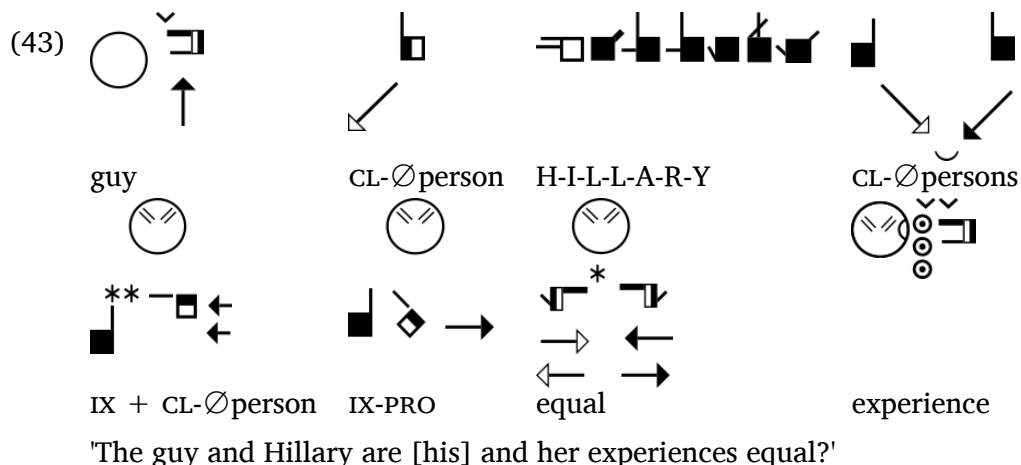 (43)
guy CL-∅person H-I-L-L-A-R-Y CL-∅persons
IX + CL-∅person IX-PRO equal experience
'The guy and Hillary are [his] and her experiences equal?'